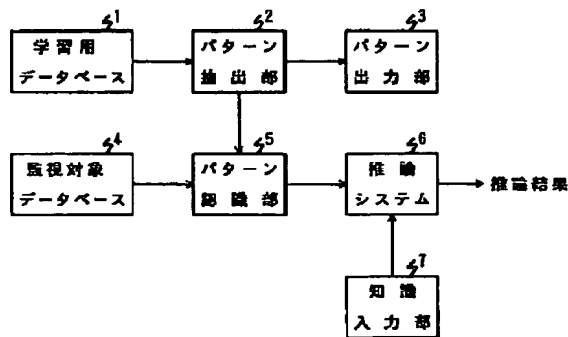 1
学習用
データベース
2
パターン
抽出部
3
パターン
出力部
4
監視対象
データベース
5
パターン
認識部
6
推論
システム
推論結果
7
知識
入力部